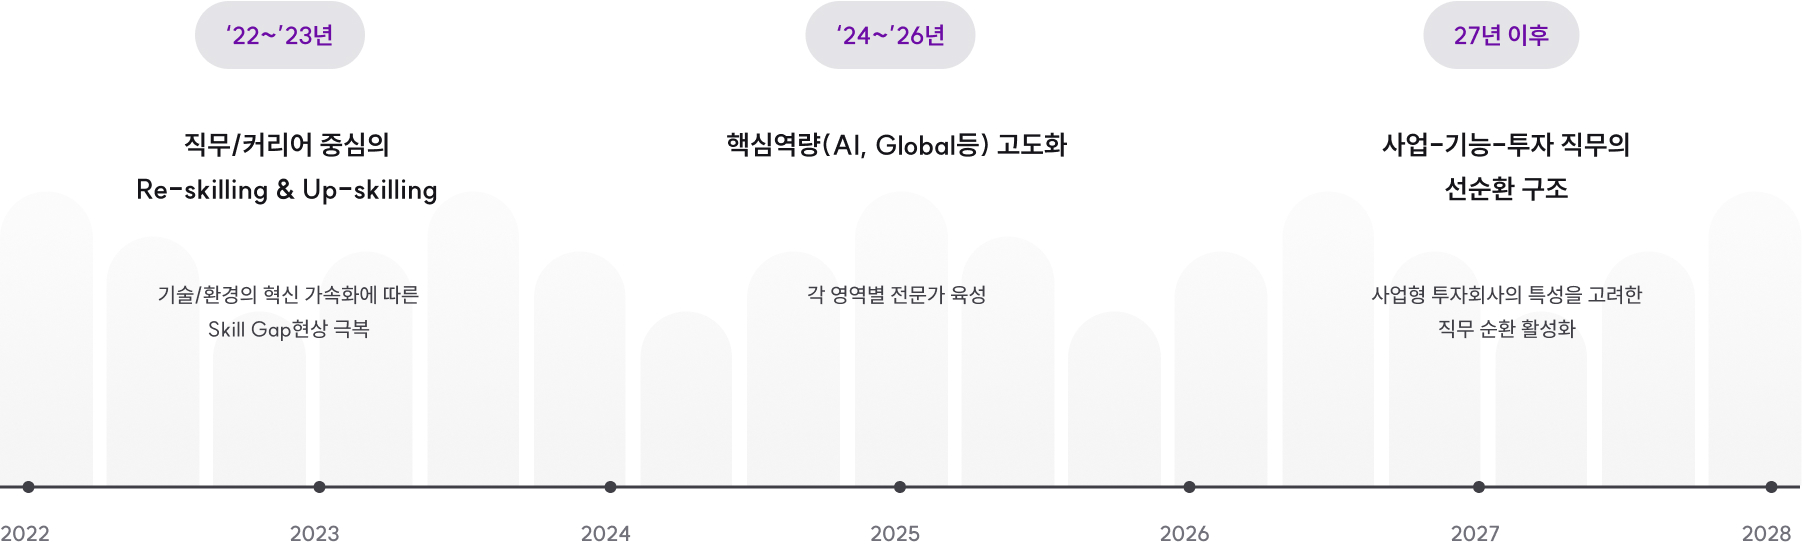 ‘22~’23년
직무/커리어 중심의
Re-skilling & Up-skilling
기술/환경의 혁신 가속화에 따른
Skill Gap현상 극복
‘24~’26년
핵심역량(AI, Global등) 고도화
각 영역별 전문가 육성
27년 이후
사업-기능-투자 직무의
선순환 구조
사업형 투자회사의 특성을 고려한
직무 순환 활성화
2022
2023
2024
2025
2026
2027
2028